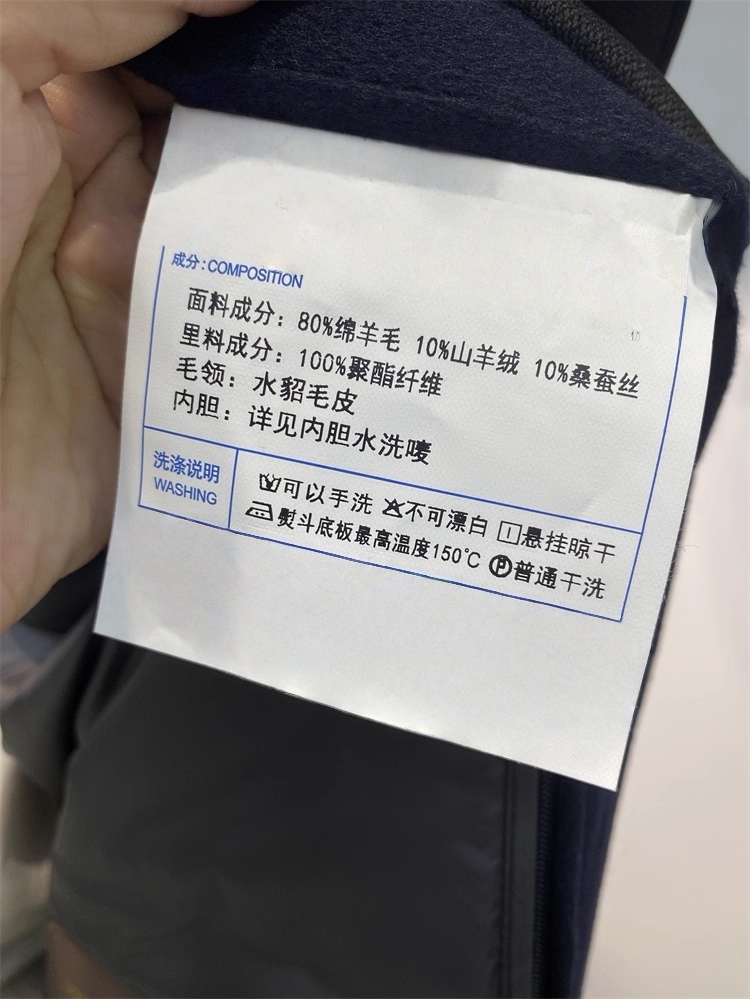 成分:COMPOSITION
面料成分：80%绵羊毛 10%山羊绒 10%桑蚕丝
里料成分：100%聚酯纤维
毛领：水貂毛皮
内胆：详见内胆水洗唛
洗涤说明
WASHING
可以手洗 不可漂白 悬挂晾干
熨斗底板最高温度150℃ Ⓟ普通干洗